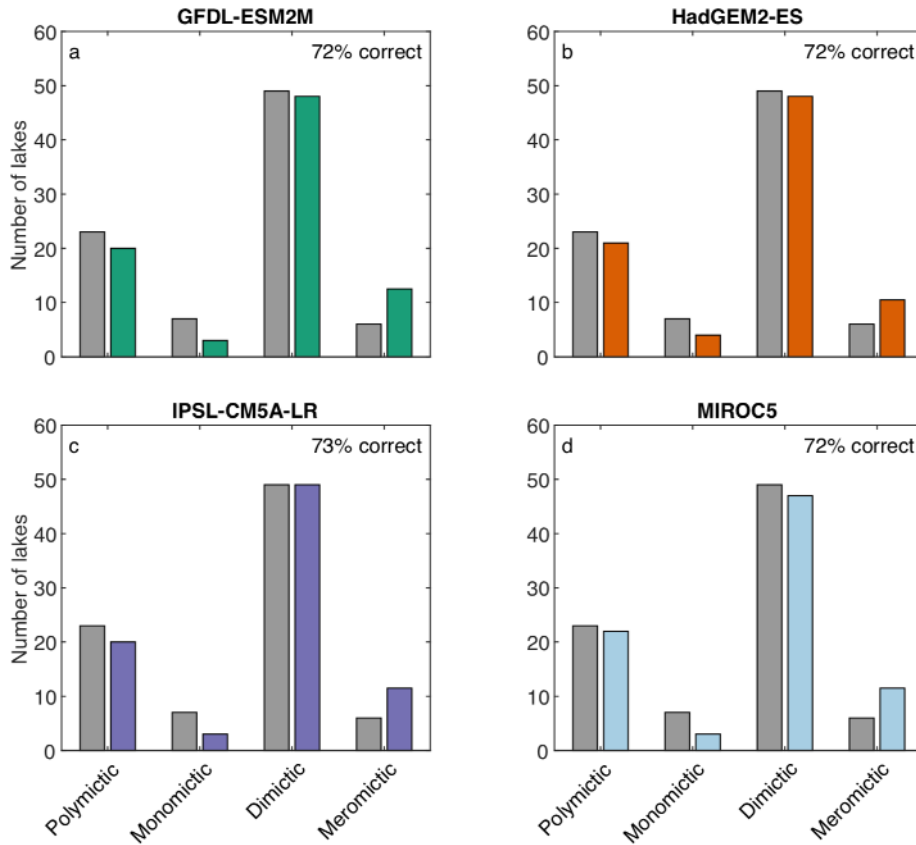 GFDL-ESM2M
a
72% correct
Number of lakes
60
50
40
30
20
10
0
HadGEM2-ES
b
72% correct
60
50
40
30
20
10
0
IPSL-CM5A-LR
c
73% correct
Number of lakes
60
50
40
30
20
10
0
Polymictic
Monomictic
Dimictic
Meromictic
MIROC5
d
72% correct
60
50
40
30
20
10
0
Polymictic
Monomictic
Dimictic
Meromictic